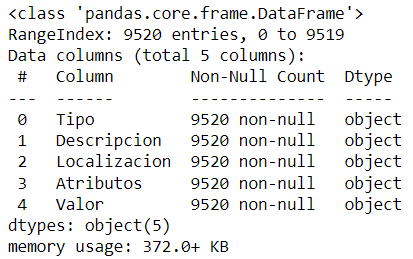 <class 'pandas.core.frame.DataFrame'>
RangeIndex: 9520 entries, 0 to 9519
Data columns (total 5 columns):
 #   Column        Non-Null Count  Dtype
---  ------        --------------  -----
 0   Tipo          9520 non-null   object
 1   Descripcion   9520 non-null   object
 2   Localizacion  9520 non-null   object
 3   Atributos     9520 non-null   object
 4   Valor         9520 non-null   object
dtypes: object(5)
memory usage: 372.0+ KB